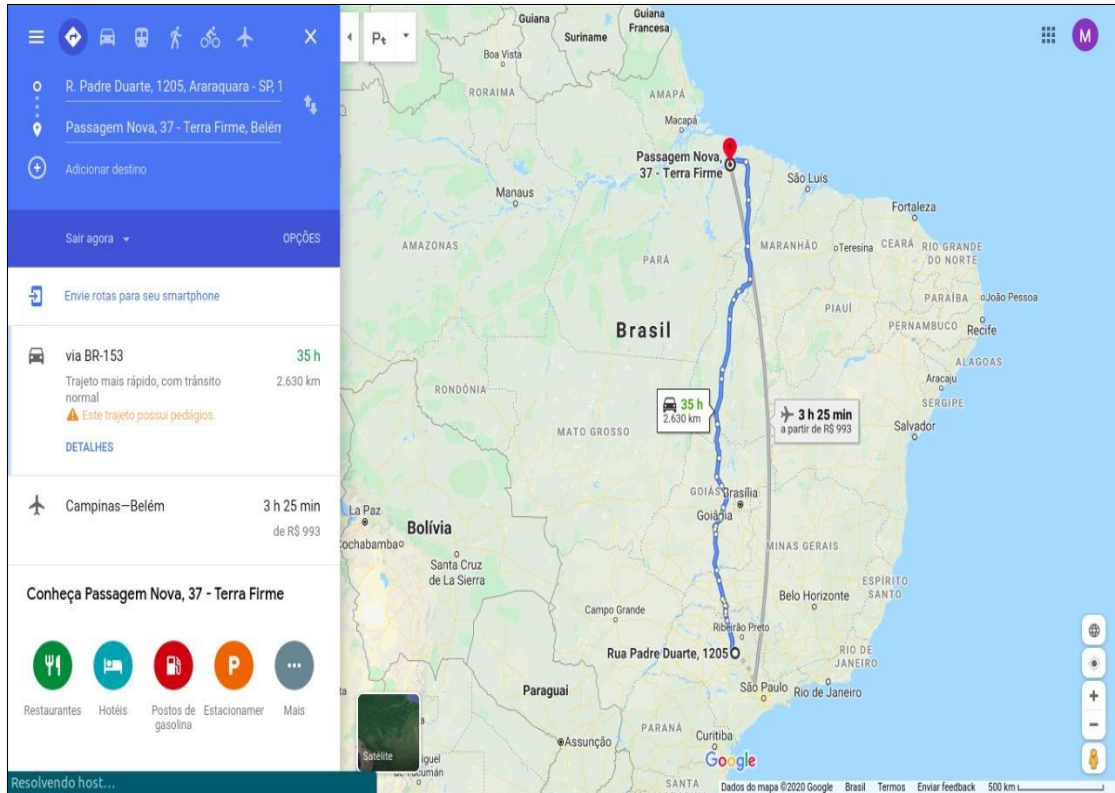 R. Padre Duarte, 1205, Araraquara - SP, 1
Passagem Nova, 37 - Terra Firme, Belém
Adicionar destino
Sair agora
OPÇÕES
Envie rotas para seu smartphone
via BR-153
35 h
Trajeto mais rápido, com trânsito
2.630 km
normal
Este trajeto possui pedágios.
DETALHES
Campinas—Belém
3 h 25 min
de R$ 993
Conheça Passagem Nova, 37 - Terra Firme
P
Restaurantes
Hotéis
Postos de
gasolina
Estacionamer
Mais
Resolvendo host...
Pt
M
Guiana
Suriname
Guiana
Francesa
Boa Vista
RORAIMA
AMAPÁ
Macapá
Passagem Nova,
37 - Terra Firme
São Luís
Manaus
Fortaleza
AMAZONAS
PARÁ
MARANHÃO
Teresina
CEARÁ
RIO GRANDE
DO NORTE
PIAUÍ
PARAÍBA
João Pessoa
PERNAMBUCO
Recife
Brasil
ALAGOAS
Aracaju
SERGIPE
RONDÔNIA
35 h
2.630 km
3 h 25 min
a partir de R$ 993
Salvador
MATO GROSSO
GOIÁS
Brasília
Goiânia
La Paz
Bolívia
Cochabamba
Santa Cruz
de La Sierra
MINAS GERAIS
ESPÍRITO
SANTO
Belo Horizonte
Campo Grande
Ribeirão Preto
Rua Padre Duarte, 1205
RIO DE
JANEIRO
São Paulo
Rio de Janeiro
Paraguai
PARANÁ
Curitiba
Assunção
Satélite
Google
SANTA
Dados do mapa ©2020 Google
Brasil
Termos
Enviar feedback
500 km